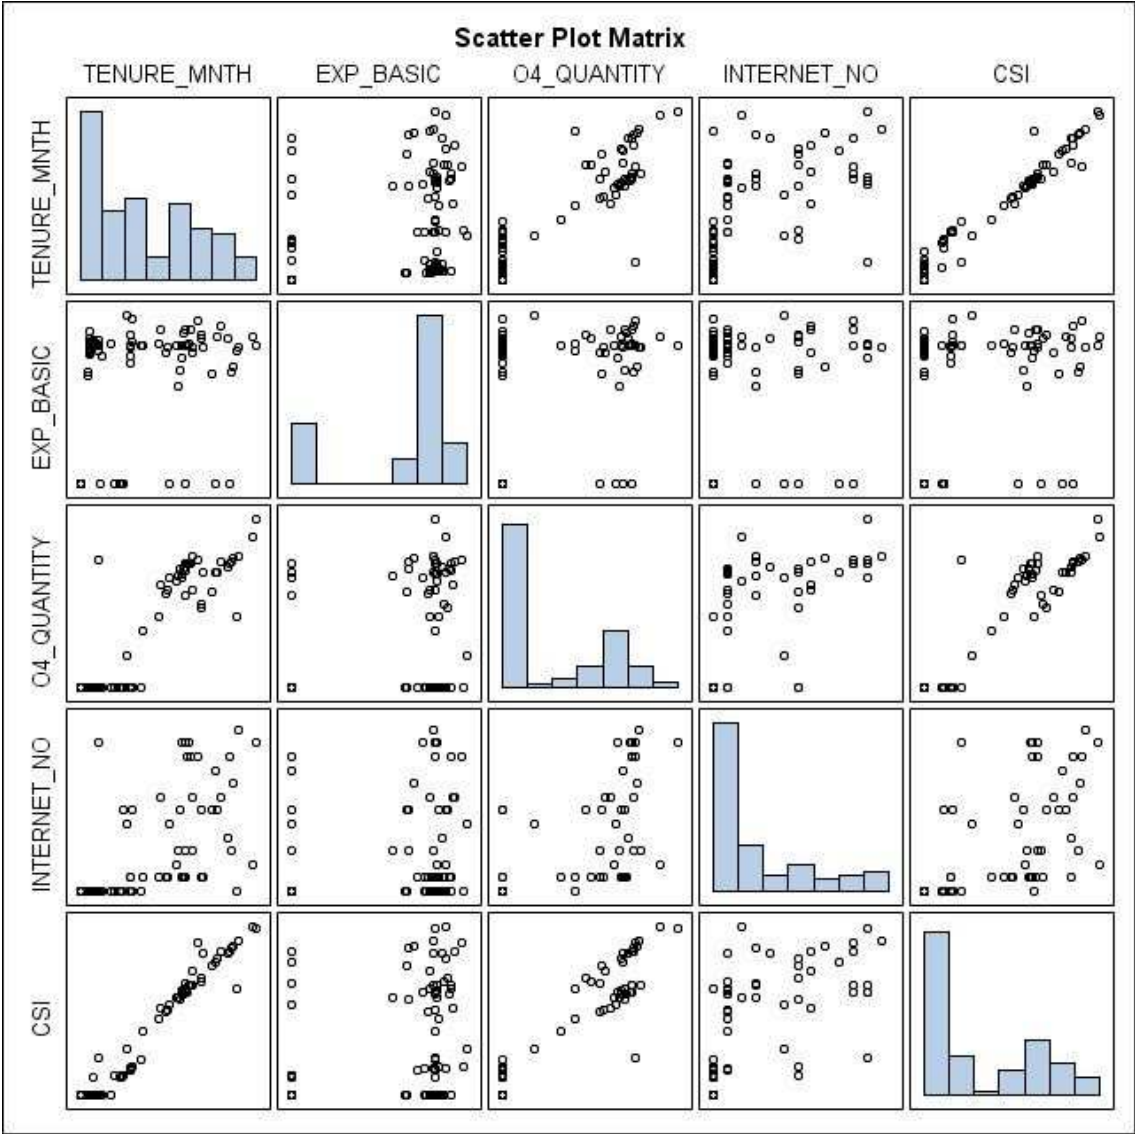 Scatter Plot Matrix
TENURE_MNTH EXP_BASIC O4_QUANTITY INTERNET_NO CSI
TENURE_MNTH
EXP_BASIC
O4_QUANTITY
INTERNET_NO
CSI